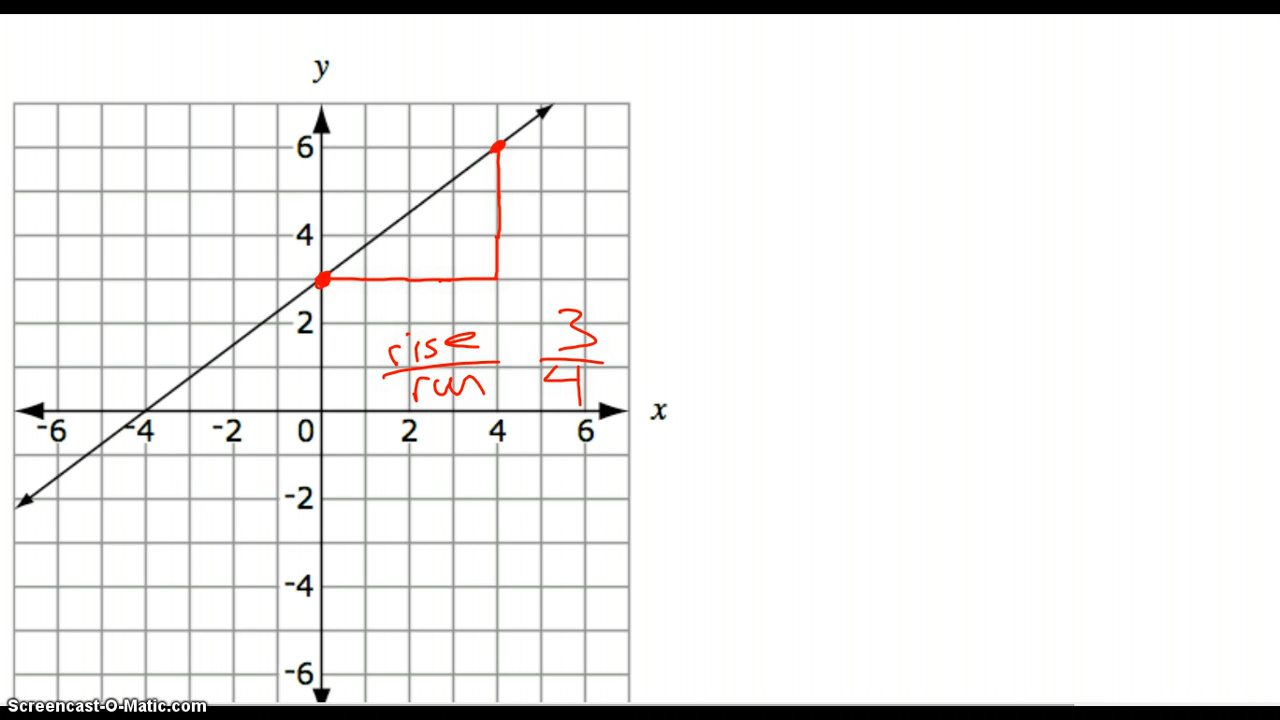 y
6
4
2
rise 3
run 4
-6 -4 -2 0 2 4 6 x
-2
-4
-6
Screencast-O-Matic.com